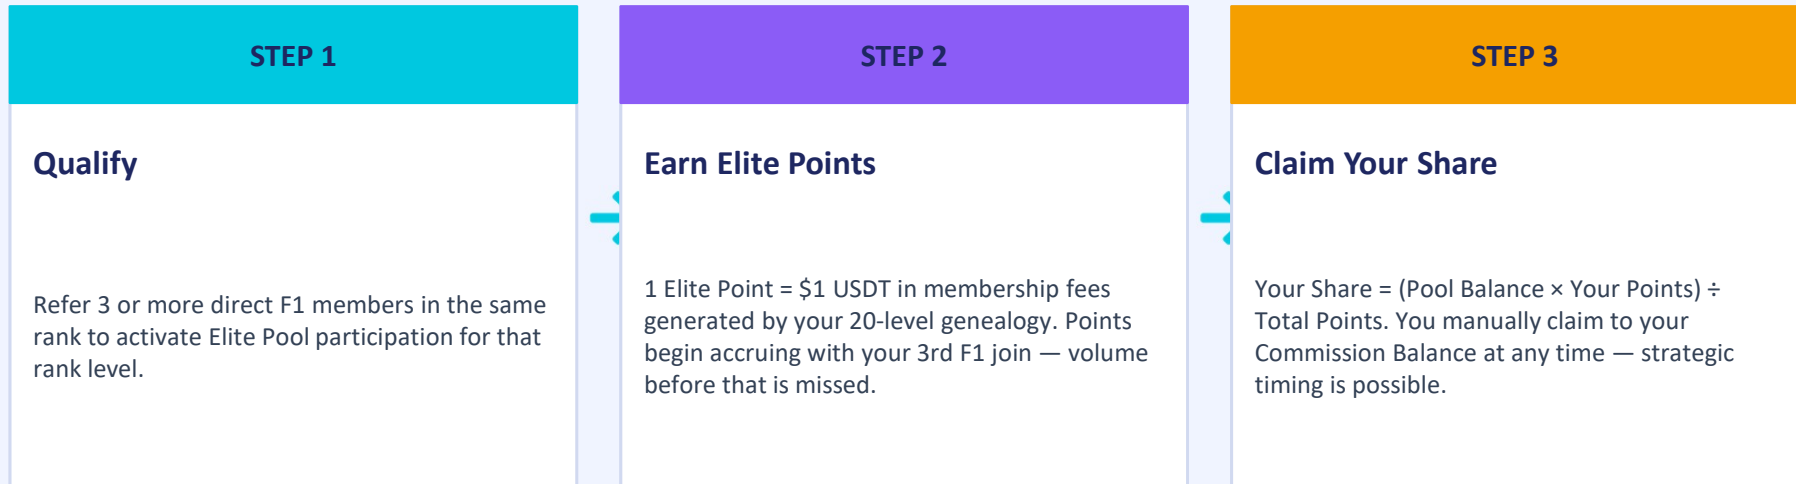 STEP 1
Qualify
Refer 3 or more direct F1 members in the same
rank to activate Elite Pool participation for that
rank level.
STEP 2
Earn Elite Points
1 Elite Point = $1 USDT in membership fees
generated by your 20-level genealogy. Points
begin accruing with your 3rd F1 join — volume
before that is missed.
STEP 3
Claim Your Share
Your Share = (Pool Balance × Your Points) ÷
Total Points. You manually claim to your
Commission Balance at any time — strategic
timing is possible.